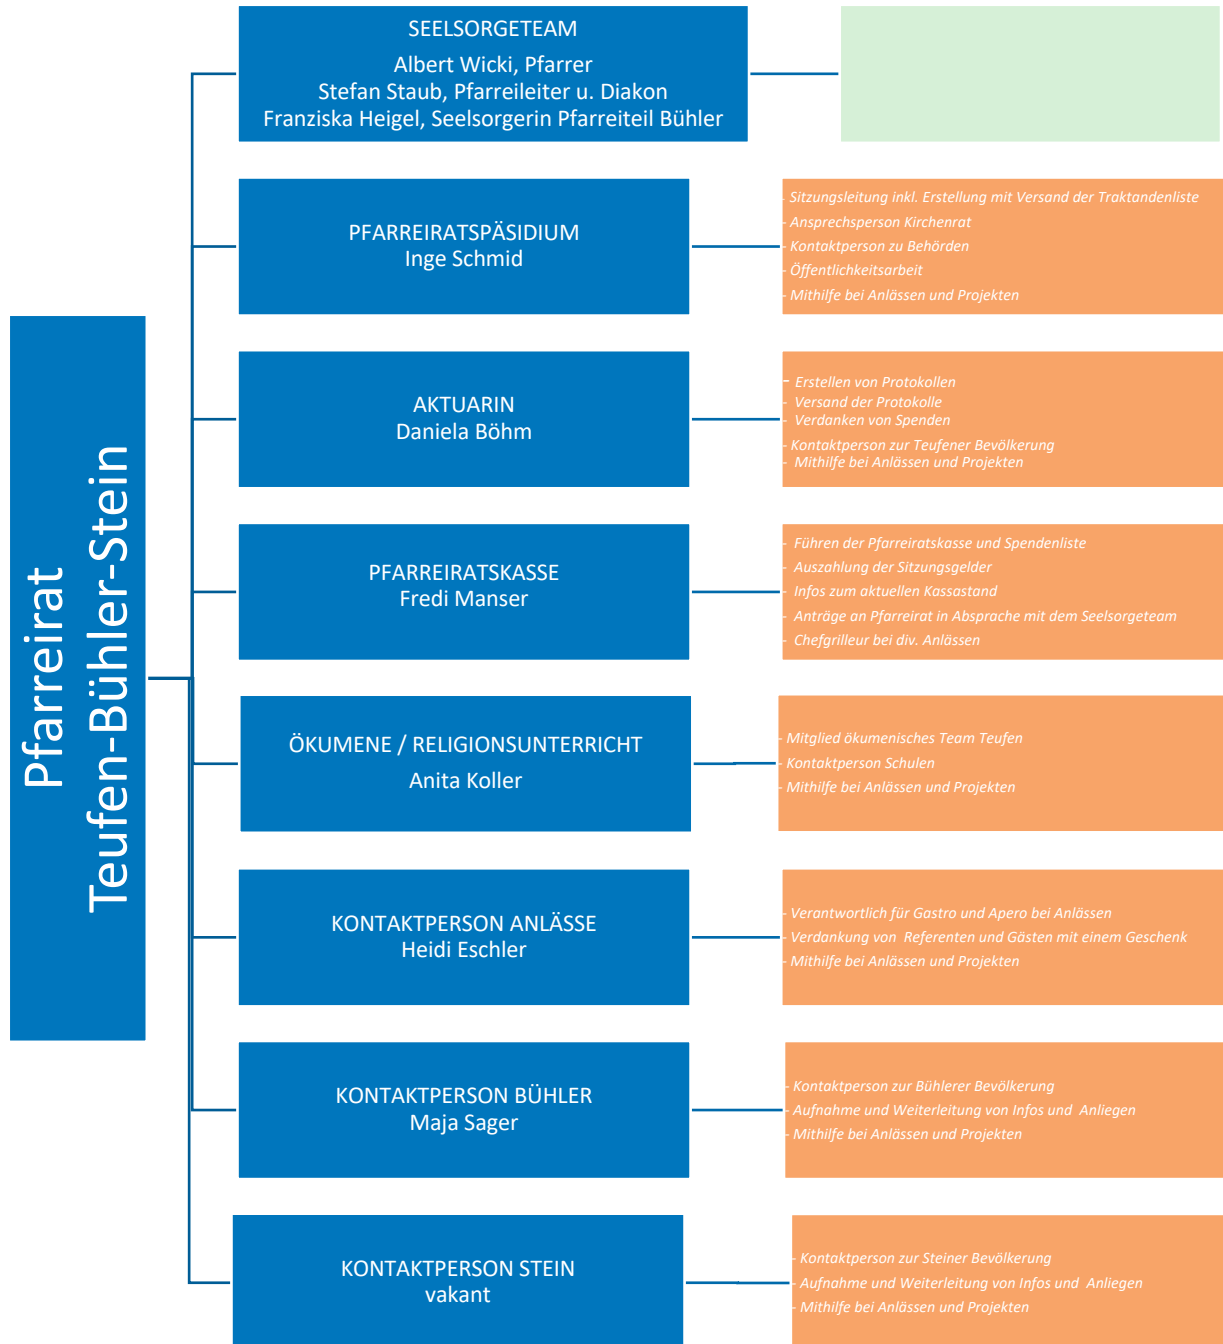 Pfarreirat
Teufen-Bühler-Stein
SEELSORGETEAM
Albert Wicki, Pfarrer
Stefan Staub, Pfarreileiter u. Diakon
Franziska Heigel, Seelsorgerin Pfarreiteil Bühler
PFARREIRATSPÄSIDIUM
Inge Schmid
- Sitzungsleitung inkl. Erstellung mit Versand der Traktandenliste
- Ansprechsperson Kirchenrat
- Kontaktperson zu Behörden
- Öffentlichkeitsarbeit
- Mithilfe bei Anlässen und Projekten
AKTUARIN
Daniela Böhm
- Erstellen von Protokollen
- Versand der Protokolle
- Verdanken von Spenden
- Kontaktperson zur Teufener Bevölkerung
- Mithilfe bei Anlässen und Projekten
PFARREIRATSKASSE
Fredi Manser
- Führen der Pfarreiratskasse und Spendenliste
- Auszahlung der Sitzungsgelder
- Infos zum aktuellen Kassastand
- Anträge an Pfarreirat in Absprache mit dem Seelsorgeteam
- Chefgrilleur bei div. Anlässen
ÖKUMENE / RELIGIONSUNTERRICHT
Anita Koller
- Mitglied ökumenisches Team Teufen
- Kontaktperson Schulen
- Mithilfe bei Anlässen und Projekten
KONTAKTPERSON ANLÄSSE
Heidi Eschler
- Verantwortlich für Gastro und Apero bei Anlässen
- Verdankung von Referenten und Gästen mit einem Geschenk
- Mithilfe bei Anlässen und Projekten
KONTAKTPERSON BÜHLER
Maja Sager
- Kontaktperson zur Bühlerer Bevölkerung
- Aufnahme und Weiterleitung von Infos und Anliegen
- Mithilfe bei Anlässen und Projekten
KONTAKTPERSON STEIN
vakant
- Kontaktperson zur Steiner Bevölkerung
- Aufnahme und Weiterleitung von Infos und Anliegen
- Mithilfe bei Anlässen und Projekten